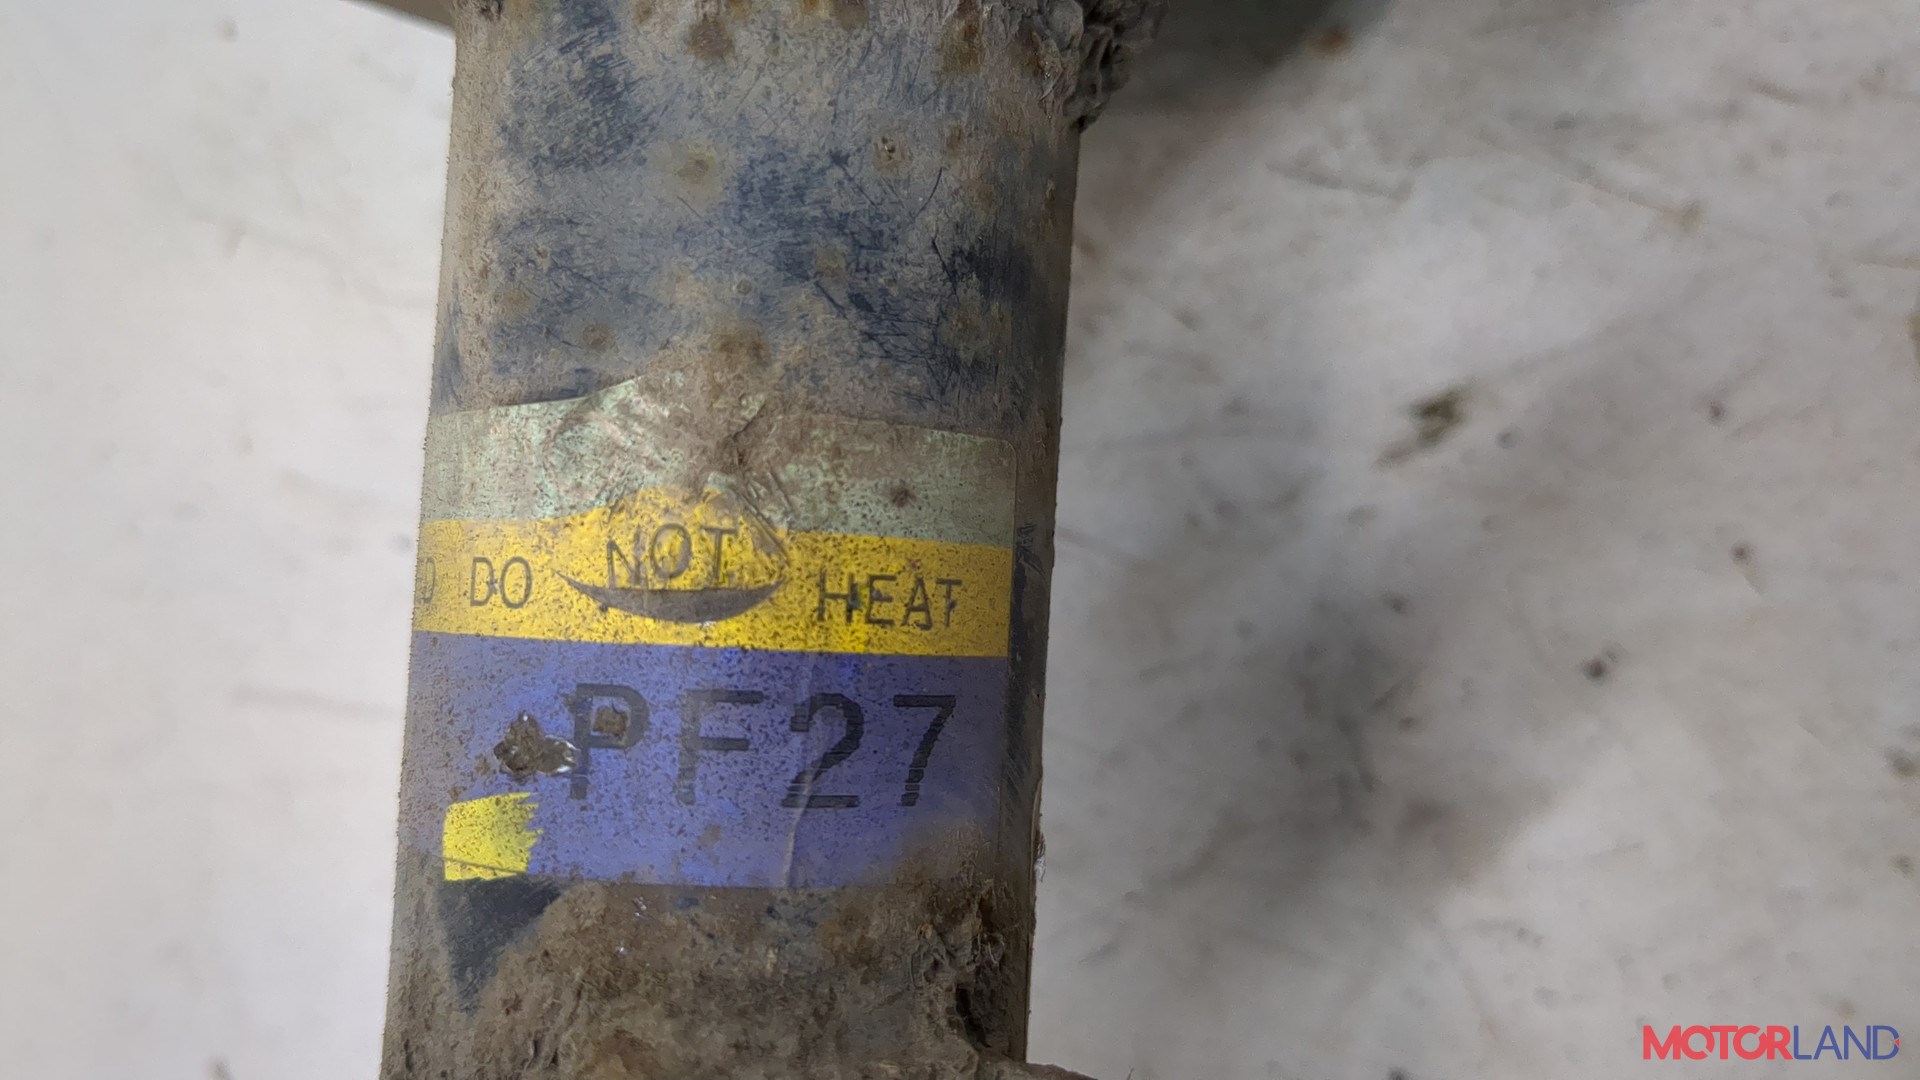 DO NOT HEAT
PF27
MOTORLAND